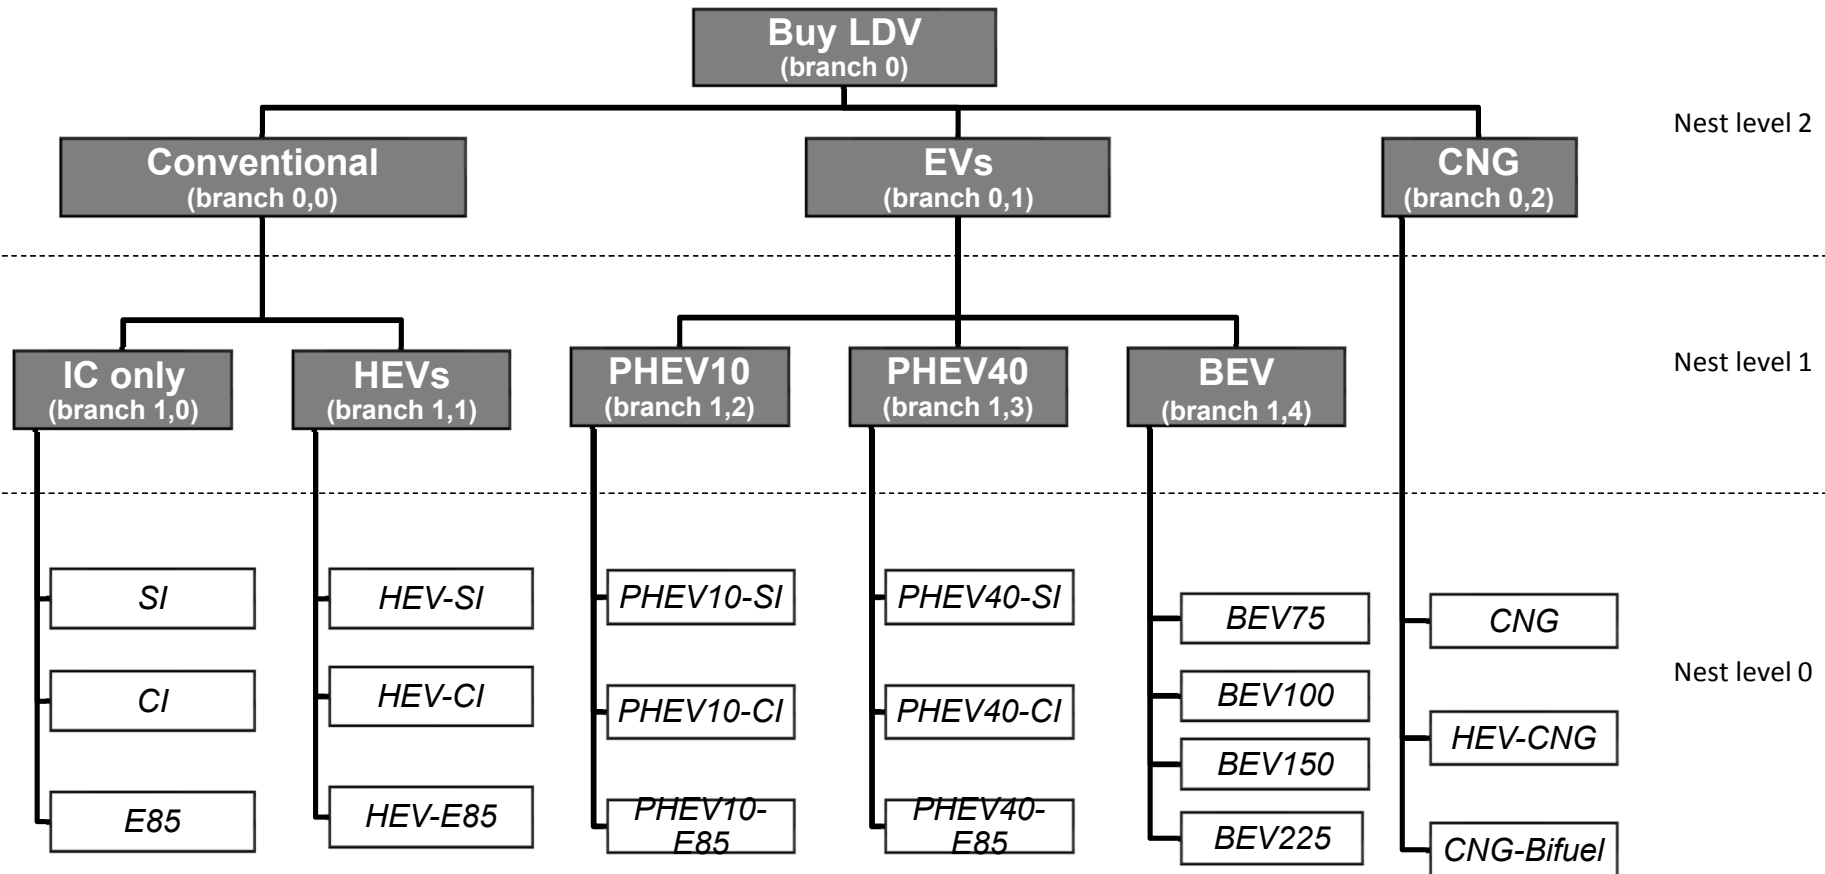 Buy LDV
(branch 0)
Nest level 2
Conventional
(branch 0,0)
EVs
(branch 0,1)
CNG
(branch 0,2)
Nest level 1
IC only
(branch 1,0)
HEVs
(branch 1,1)
PHEV10
(branch 1,2)
PHEV40
(branch 1,3)
BEV
(branch 1,4)
SI
CI
E85
HEV-SI
HEV-CI
HEV-E85
PHEV10-SI
PHEV10-CI
PHEV10-
E85
PHEV40-SI
PHEV40-CI
PHEV40-
E85
BEV75
BEV100
BEV150
BEV225
CNG
HEV-CNG
CNG-Bifuel
Nest level 0